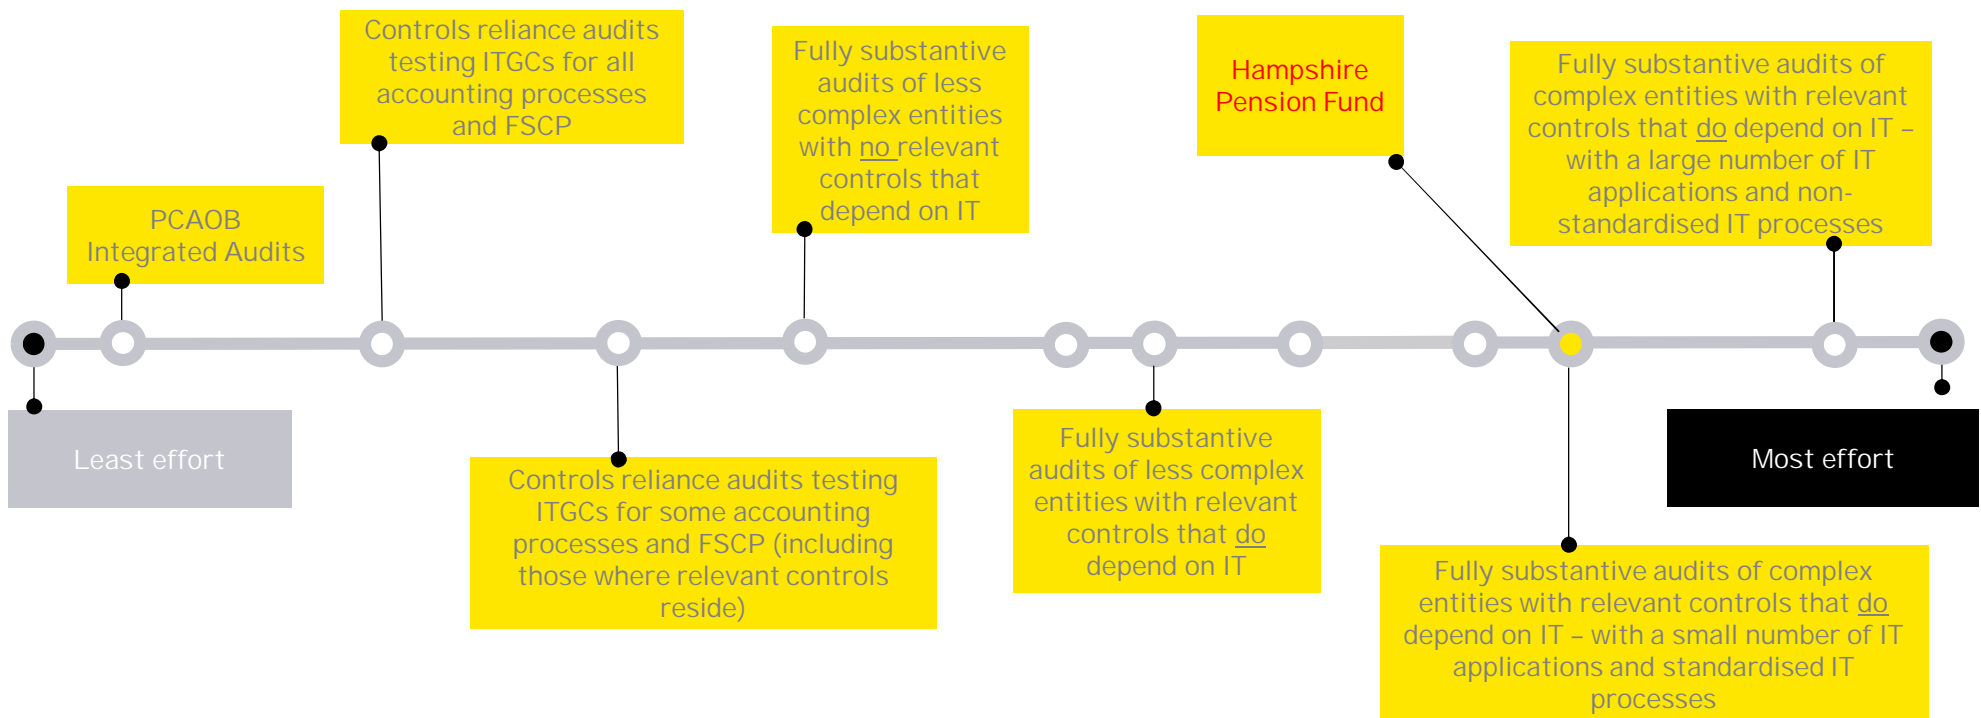 Controls reliance audits
testing ITGCs for all
accounting processes
and FSCP
Fully substantive
audits of less
complex entities
with no relevant
controls that
depend on IT
Hampshire
Pension Fund
Fully substantive audits of
complex entities with relevant
controls that do depend on IT –
with a large number of IT
applications and non-
standardised IT processes
PCAOB
Integrated Audits
Least effort
Controls reliance audits testing
ITGCs for some accounting
processes and FSCP (including
those where relevant controls
reside)
Fully substantive
audits of less complex
entities with relevant
controls that do
depend on IT
Most effort
Fully substantive audits of complex
entities with relevant controls that do
depend on IT – with a small number of IT
applications and standardised IT
processes